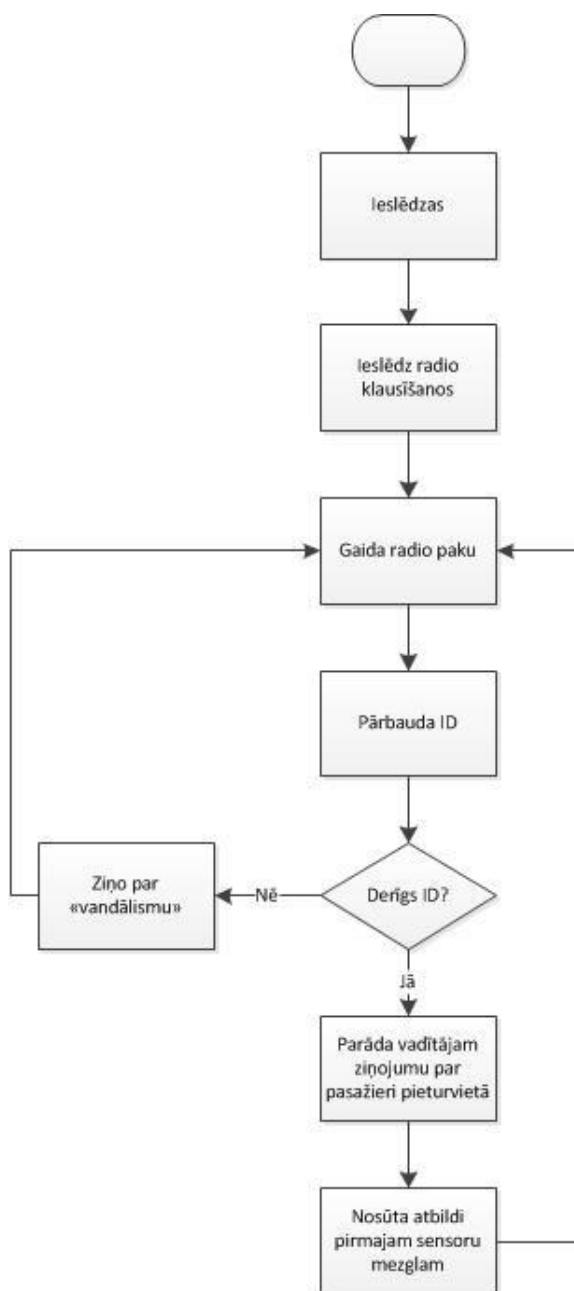 Ieslēdzas
Ieslēdz radio
klausīšanos
Gaida radio paku
Pārbauda ID
Derīgs ID?
Nē
Ziņo par
«vandālismu»
Jā
Parāda vadītājam
ziņojumu par
pasažieri pieturvietā
Nosūta atbildi
pirmajam sensoru
mezglam